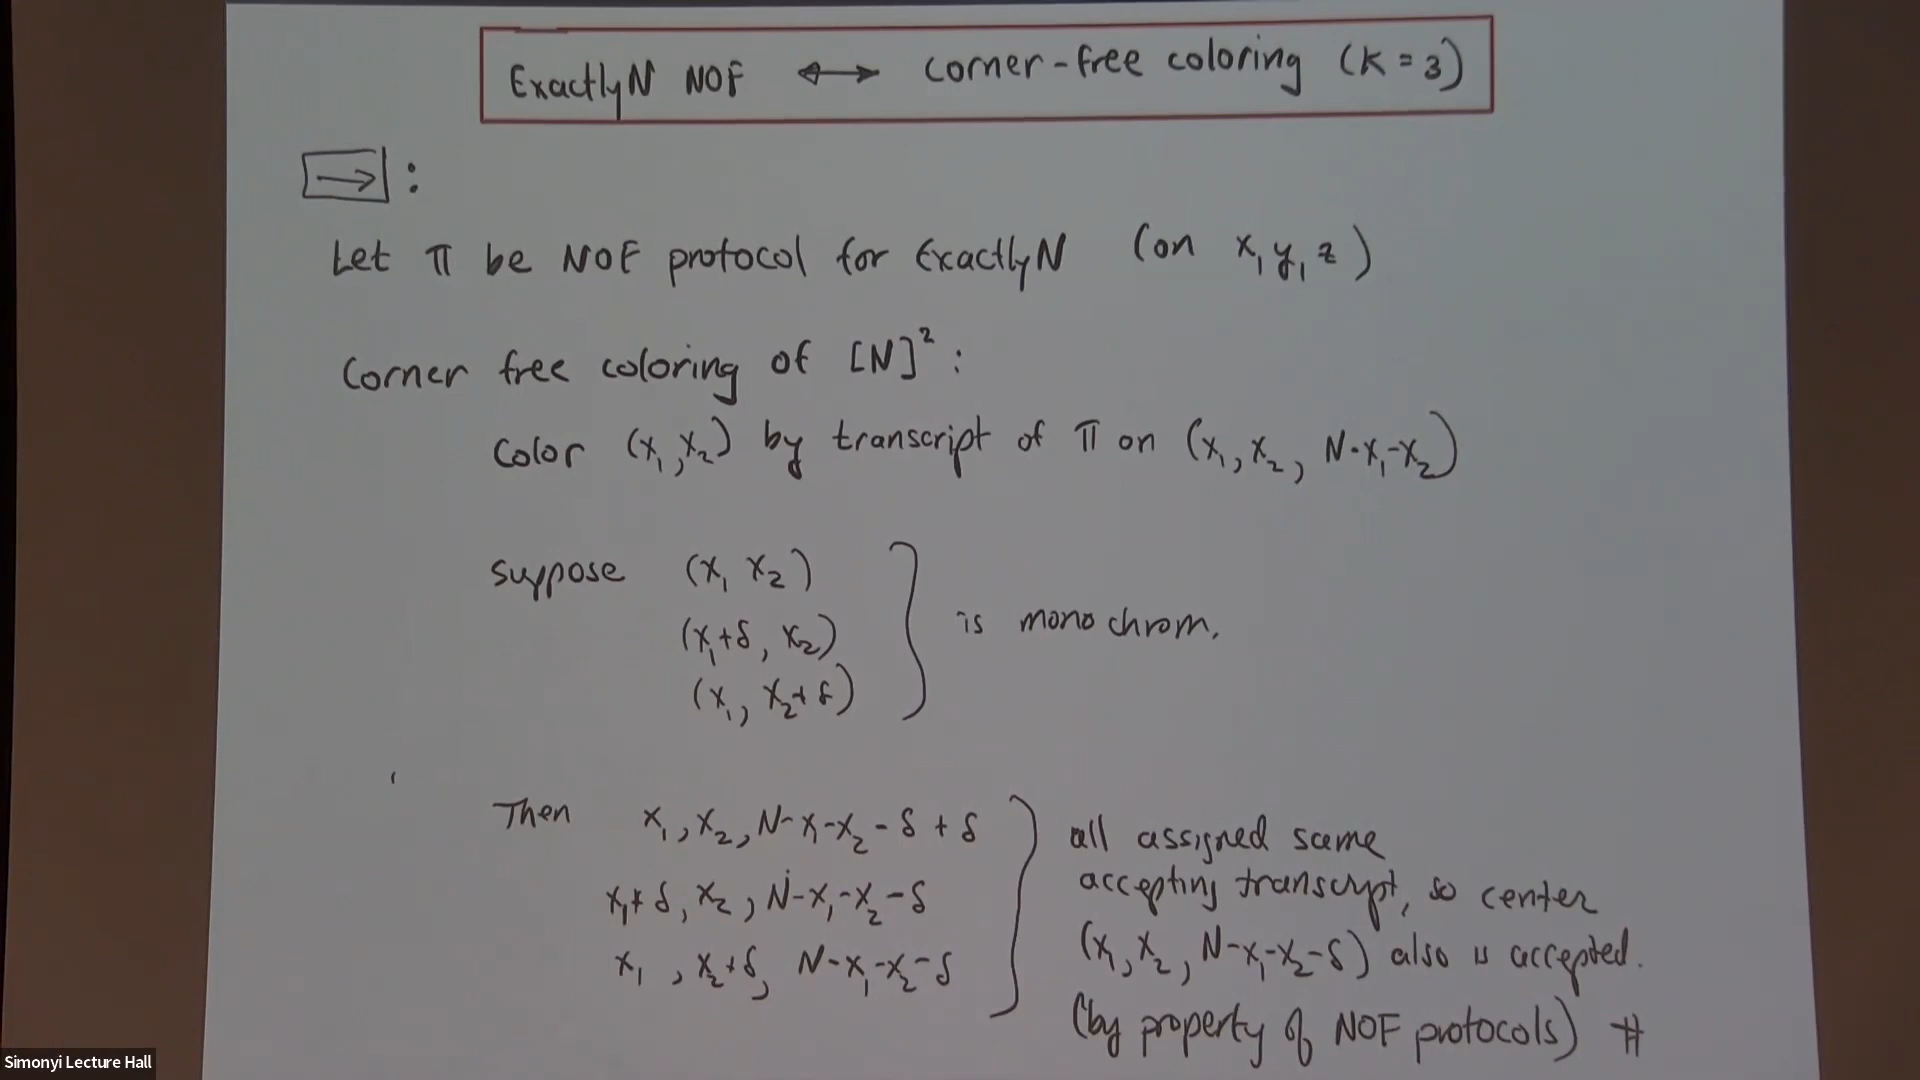 ExactlyN NOF ↔ Corner-free coloring (k=3)
→ :
Let π be NOF protocol for ExactlyN (on x, y, z)
Corner free coloring of [N]² :
Color (x₁, x₂) by transcript of π on (x₁, x₂, N-x₁-x₂)
suppose (x₁ x₂)
(x₁+δ, x₂)
(x₁, x₂+δ)
is monochrom.
Then x₁, x₂, N-x₁-x₂-δ+δ
x₁+δ, x₂, N-x₁-x₂-δ
x₁, x₂+δ, N-x₁-x₂-δ
all assigned same
accepting transcript, so center
(x₁, x₂, N-x₁-x₂-δ) also is accepted.
(by property of NOF protocols) #
Simonyi Lecture Hall